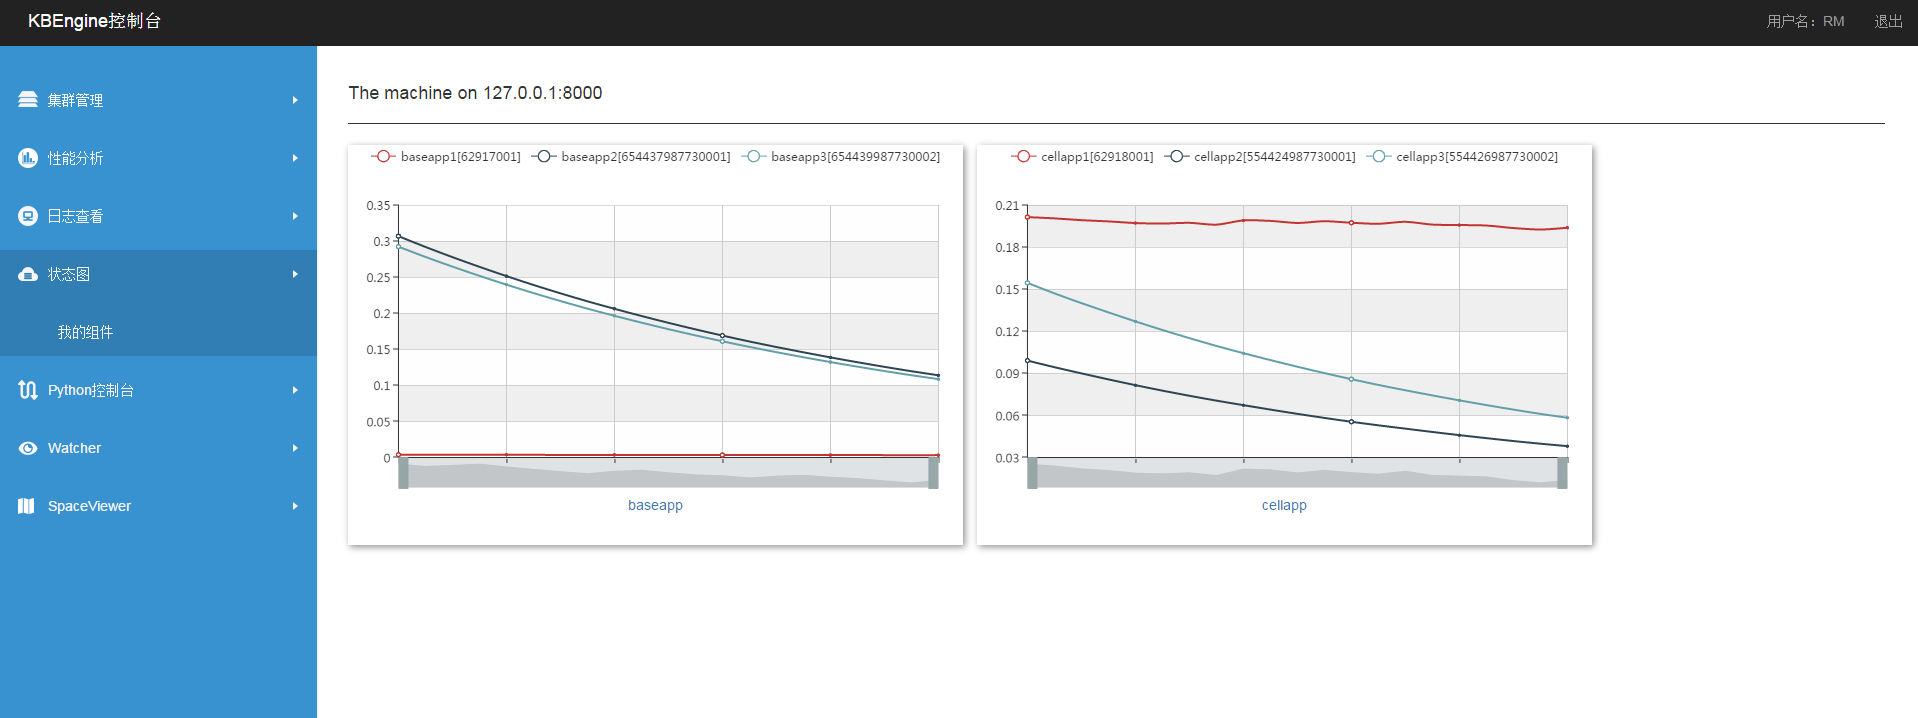 KBEngine控制台
用户名：RM 退出
集群管理
性能分析
日志查看
状态图
我的组件
Python控制台
Watcher
SpaceViewer
The machine on 127.0.0.1:8000
baseapp1[62917001] baseapp2[654437987730001] baseapp3[654439987730002]
0.35
0.3
0.25
0.2
0.15
0.1
0.05
0
baseapp
cellapp1[62918001] cellapp2[554424987730001] cellapp3[554426987730002]
0.21
0.18
0.15
0.12
0.09
0.06
0.03
cellapp